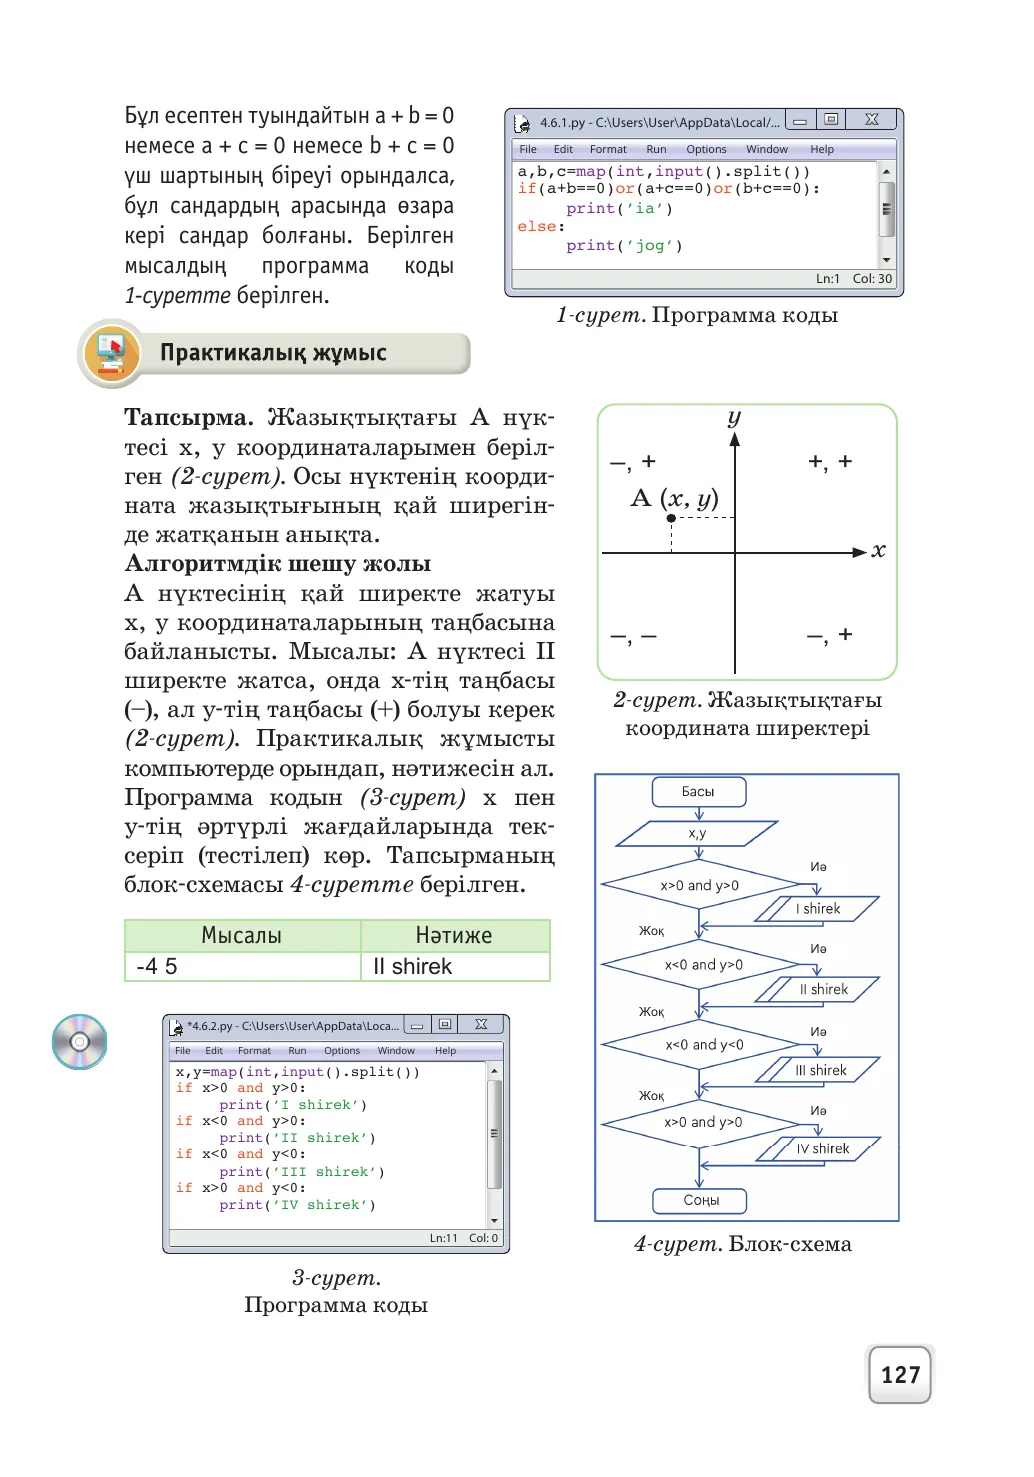 Бұл есептен туындайтын a + b = 0
немесе a + c = 0 немесе b + c = 0
үш шартының біреуі орындалса,
бұл сандардың арасында өзара
кері сандар болғаны. Берілген
мысалдың программа коды
1-суретте берілген.
4.6.1.py - C:\Users\User\AppData\Local/...
File Edit Format Run Options Window Help
a,b,c=map(int,input().split())
if(a+b==0)or(a+c==0)or(b+c==0):
print(’ia’)
else:
print(’jog’)
Ln:1 Col: 30
1-сурет. Программа коды
Практикалық жұмыс
Тапсырма. Жазықтықтағы А нүк-
тесі x, y координаталарымен беріл-
ген (2-сурет). Осы нүктенің коорди-
ната жазықтығының қай ширегін-
де жатқанын анықта.
Алгоритмдік шешу жолы
А нүктесінің қай ширекте жатуы
x, y координаталарының таңбасына
байланысты. Мысалы: А нүктесі II
ширекте жатса, онда x-тің таңбасы
(–), ал y-тің таңбасы (+) болуы керек
(2-сурет). Практикалық жұмысты
компьютерде орындап, нәтижесін ал.
Программа кодын (3-сурет) x пен
y-тің әртүрлі жағдайларында тек-
серіп (тестілеп) көр. Тапсырманың
блок-схемасы 4-суретте берілген.
y
–, +
+, +
A (x, y)
x
–, –
–, +
2-сурет. Жазықтықтағы
координата ширектері
Мысалы Нәтиже
-4 5 II shirek
*4.6.2.py - C:\Users\User\AppData\Loca...
File Edit Format Run Options Window Help
x,y=map(int,input().split())
if x>0 and y>0:
print(’I shirek’)
if x<0 and y>0:
print(’II shirek’)
if x<0 and y<0:
print(’III shirek’)
if x>0 and y<0:
print(’IV shirek’)
Ln:11 Col: 0
3-сурет.
Программа коды
Басы
x,y
Иә
x>0 and y>0
I shirek
Жоқ
Иә
x<0 and y>0
II shirek
Жоқ
Иә
x<0 and y<0
III shirek
Жоқ
Иә
x>0 and y>0
IV shirek
Соңы
4-сурет. Блок-схема
127